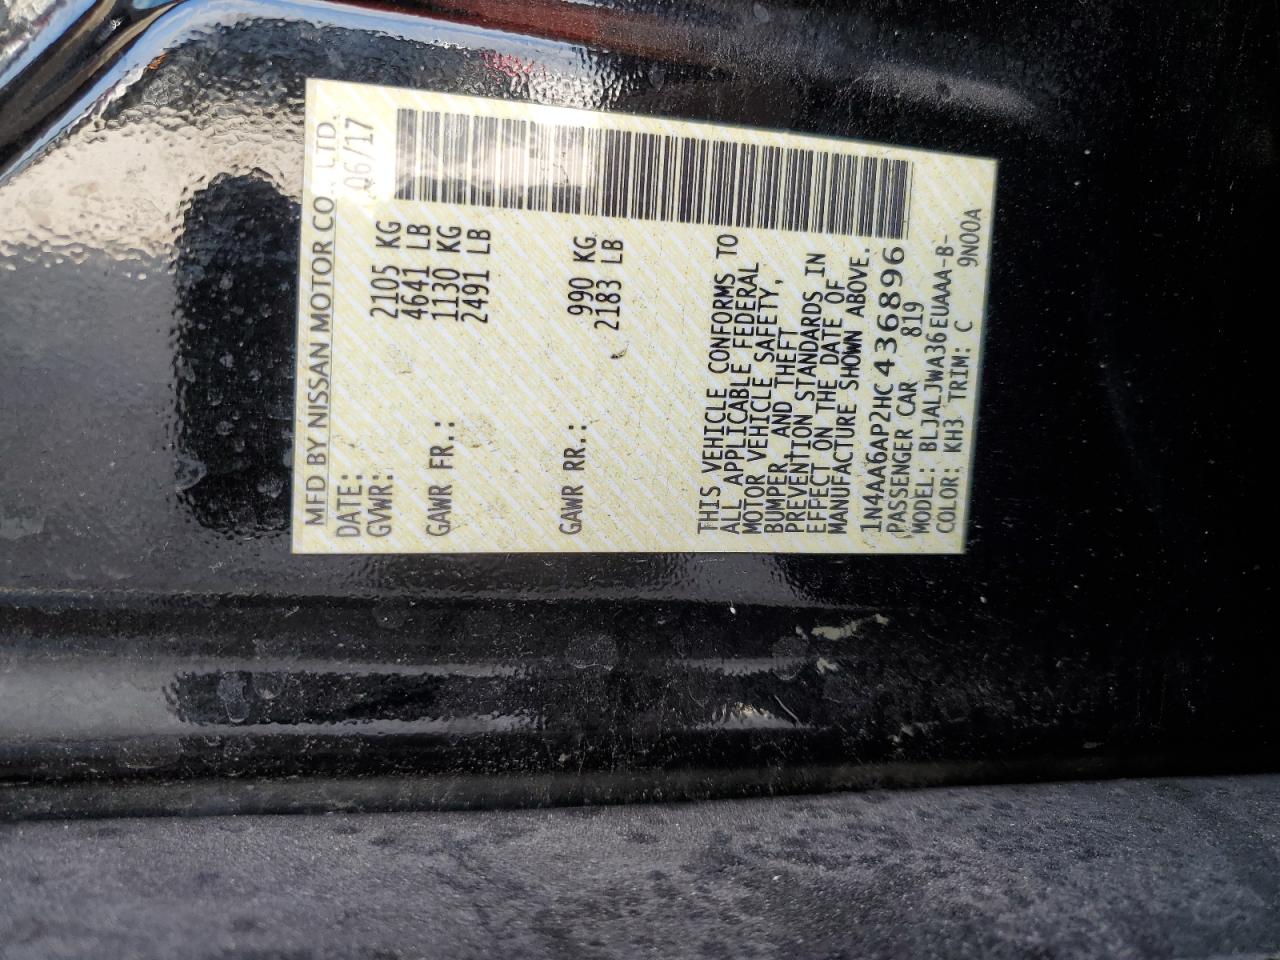 MFD BY NISSAN MOTOR CO., LTD.
DATE: 06/17
GVWR: 2105 KG
4641 LB
GAWR FR.: 1130 KG
2491 LB
GAWR RR.: 990 KG
2183 LB
THIS VEHICLE CONFORMS TO
ALL APPLICABLE FEDERAL
MOTOR VEHICLE SAFETY,
BUMPER, AND THEFT
PREVENTION STANDARDS IN
EFFECT ON THE DATE OF
MANUFACTURE SHOWN ABOVE.
1N4AA6AP2HC436896
PASSENGER CAR 819
MODEL: BLJALJWA36EUAAA-B-
COLOR: KH3 TRIM: C 9N00A